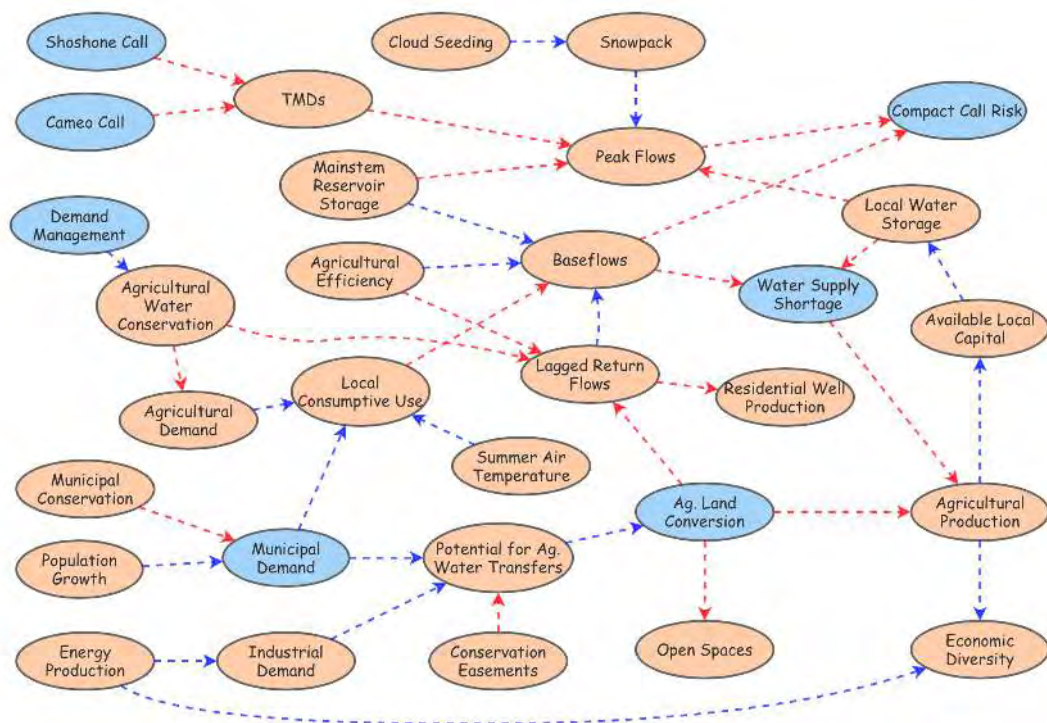 Shoshone Call
Cloud Seeding
Snowpack
TMDs
Cameo Call
Compact Call Risk
Peak Flows
Mainstem
Reservoir
Storage
Demand
Management
Local Water
Storage
Agricultural
Efficiency
Baseflows
Agricultural
Water
Conservation
Water Supply
Shortage
Available Local
Capital
Local
Consumptive Use
Lagged Return
Flows
Residential Well
Production
Agricultural
Demand
Summer Air
Temperature
Municipal
Conservation
Ag. Land
Conversion
Agricultural
Production
Population
Growth
Municipal
Demand
Potential for Ag.
Water Transfers
Energy
Production
Industrial
Demand
Conservation
Easements
Open Spaces
Economic
Diversity